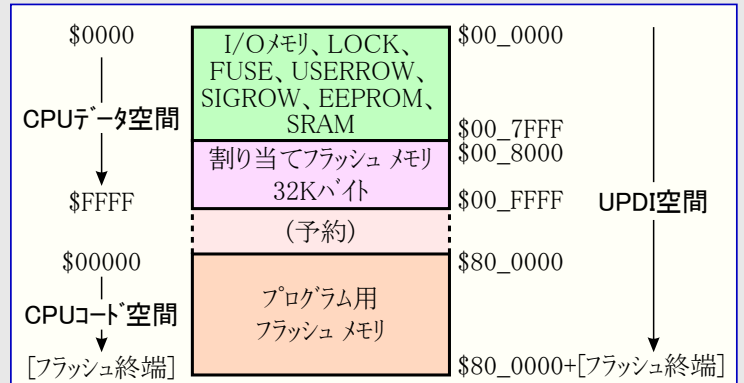 $0000
CPUデータ空間
$FFFF
$00000
CPUコード空間
[フラッシュ終端]
I/Oメモリ、LOCK、
FUSE、USERROW、
SIGROW、EEPROM、
SRAM
割り当てフラッシュ メモリ
32Kバイト
(予約)
プログラム用
フラッシュ メモリ
$00_0000
$00_7FFF
$00_8000
$00_FFFF
$80_0000
$80_0000+[フラッシュ終端]
UPDI空間